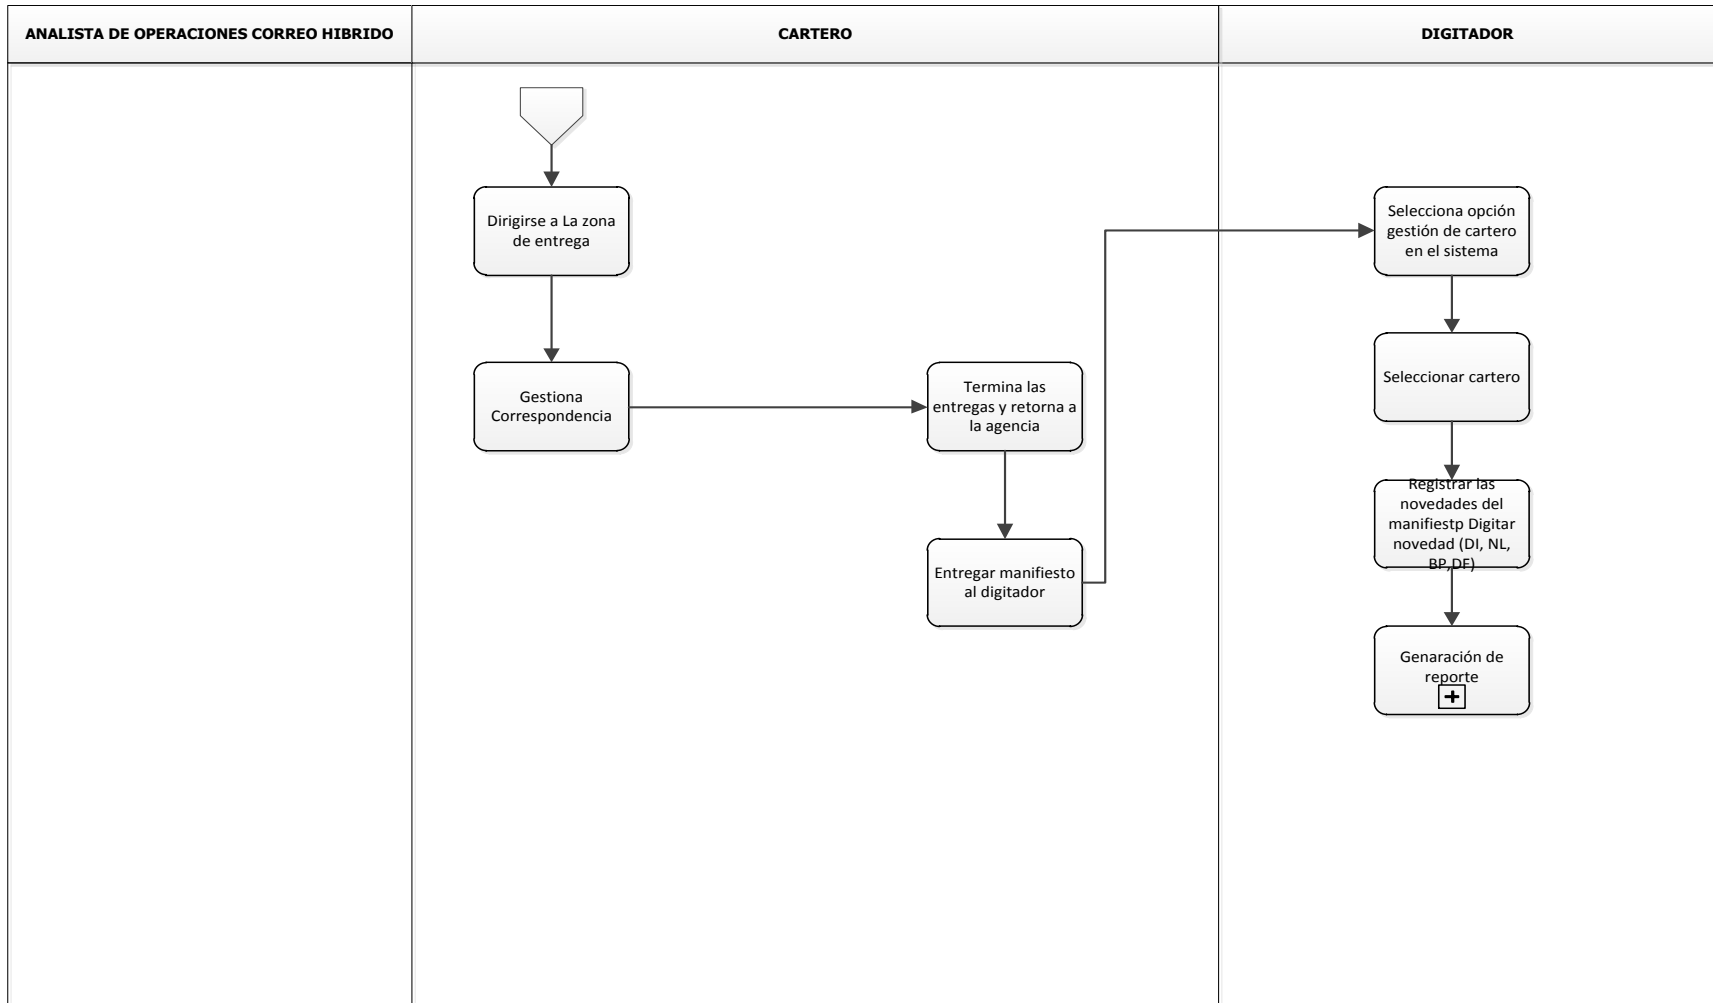 ANALISTA DE OPERACIONES CORREO HIBRIDO
CARTERO
DIGITADOR
Dirigirse a La zona
de entrega
Gestiona
Correspondencia
Termina las
entregas y retorna a
la agencia
Entregar manifiesto
al digitador
Selecciona opción
gestión de cartero
en el sistema
Seleccionar cartero
Registrar las
novedades del
manifiestp Digitar
novedad (DI, NL,
BP,DF)
Genaración de
reporte